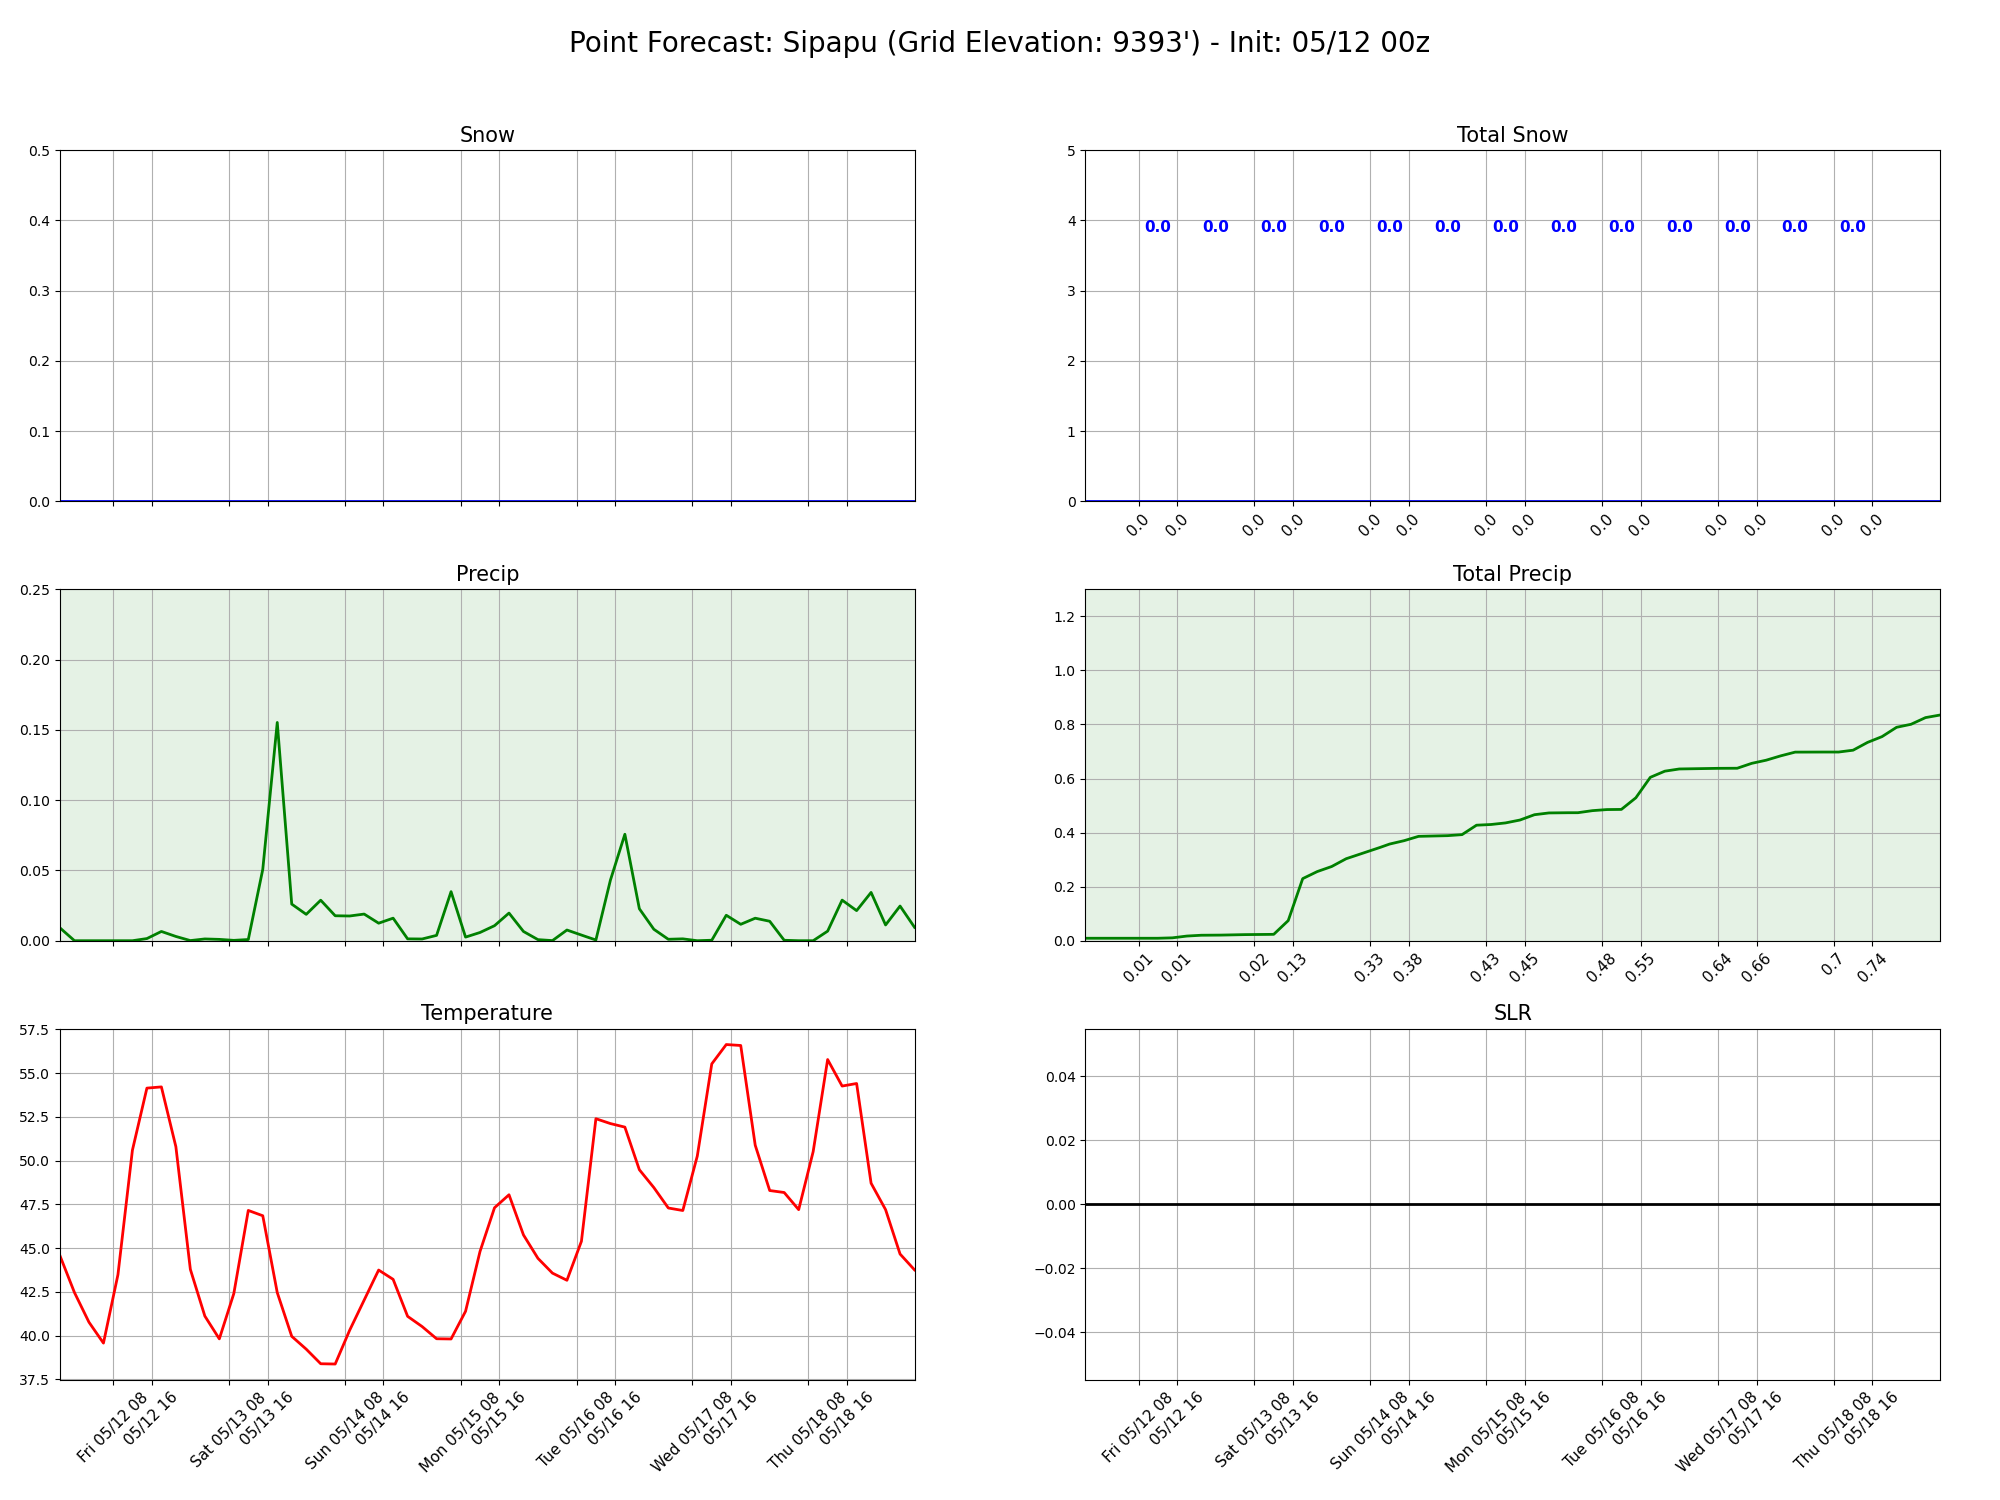 Point Forecast: Sipapu (Grid Elevation: 9393') - Init: 05/12 00z
Snow
0.5
0.4
0.3
0.2
0.1
0.0
Total Snow
5
4
3
2
1
0
0.0 0.0 0.0 0.0 0.0 0.0 0.0 0.0 0.0 0.0 0.0 0.0 0.0
0.0 0.0 0.0 0.0 0.0 0.0 0.0 0.0 0.0 0.0 0.0 0.0 0.0 0.0
Precip
0.25
0.20
0.15
0.10
0.05
0.00
Total Precip
1.2
1.0
0.8
0.6
0.4
0.2
0.0
0.01 0.01 0.02 0.13 0.33 0.38 0.43 0.45 0.48 0.55 0.64 0.66 0.7 0.74
Temperature
57.5
55.0
52.5
50.0
47.5
45.0
42.5
40.0
37.5
Fri 05/12 08
05/12 16
Sat 05/13 08
05/13 16
Sun 05/14 08
05/14 16
Mon 05/15 08
05/15 16
Tue 05/16 08
05/16 16
Wed 05/17 08
05/17 16
Thu 05/18 08
05/18 16
SLR
0.04
0.02
0.00
−0.02
−0.04
Fri 05/12 08
05/12 16
Sat 05/13 08
05/13 16
Sun 05/14 08
05/14 16
Mon 05/15 08
05/15 16
Tue 05/16 08
05/16 16
Wed 05/17 08
05/17 16
Thu 05/18 08
05/18 16